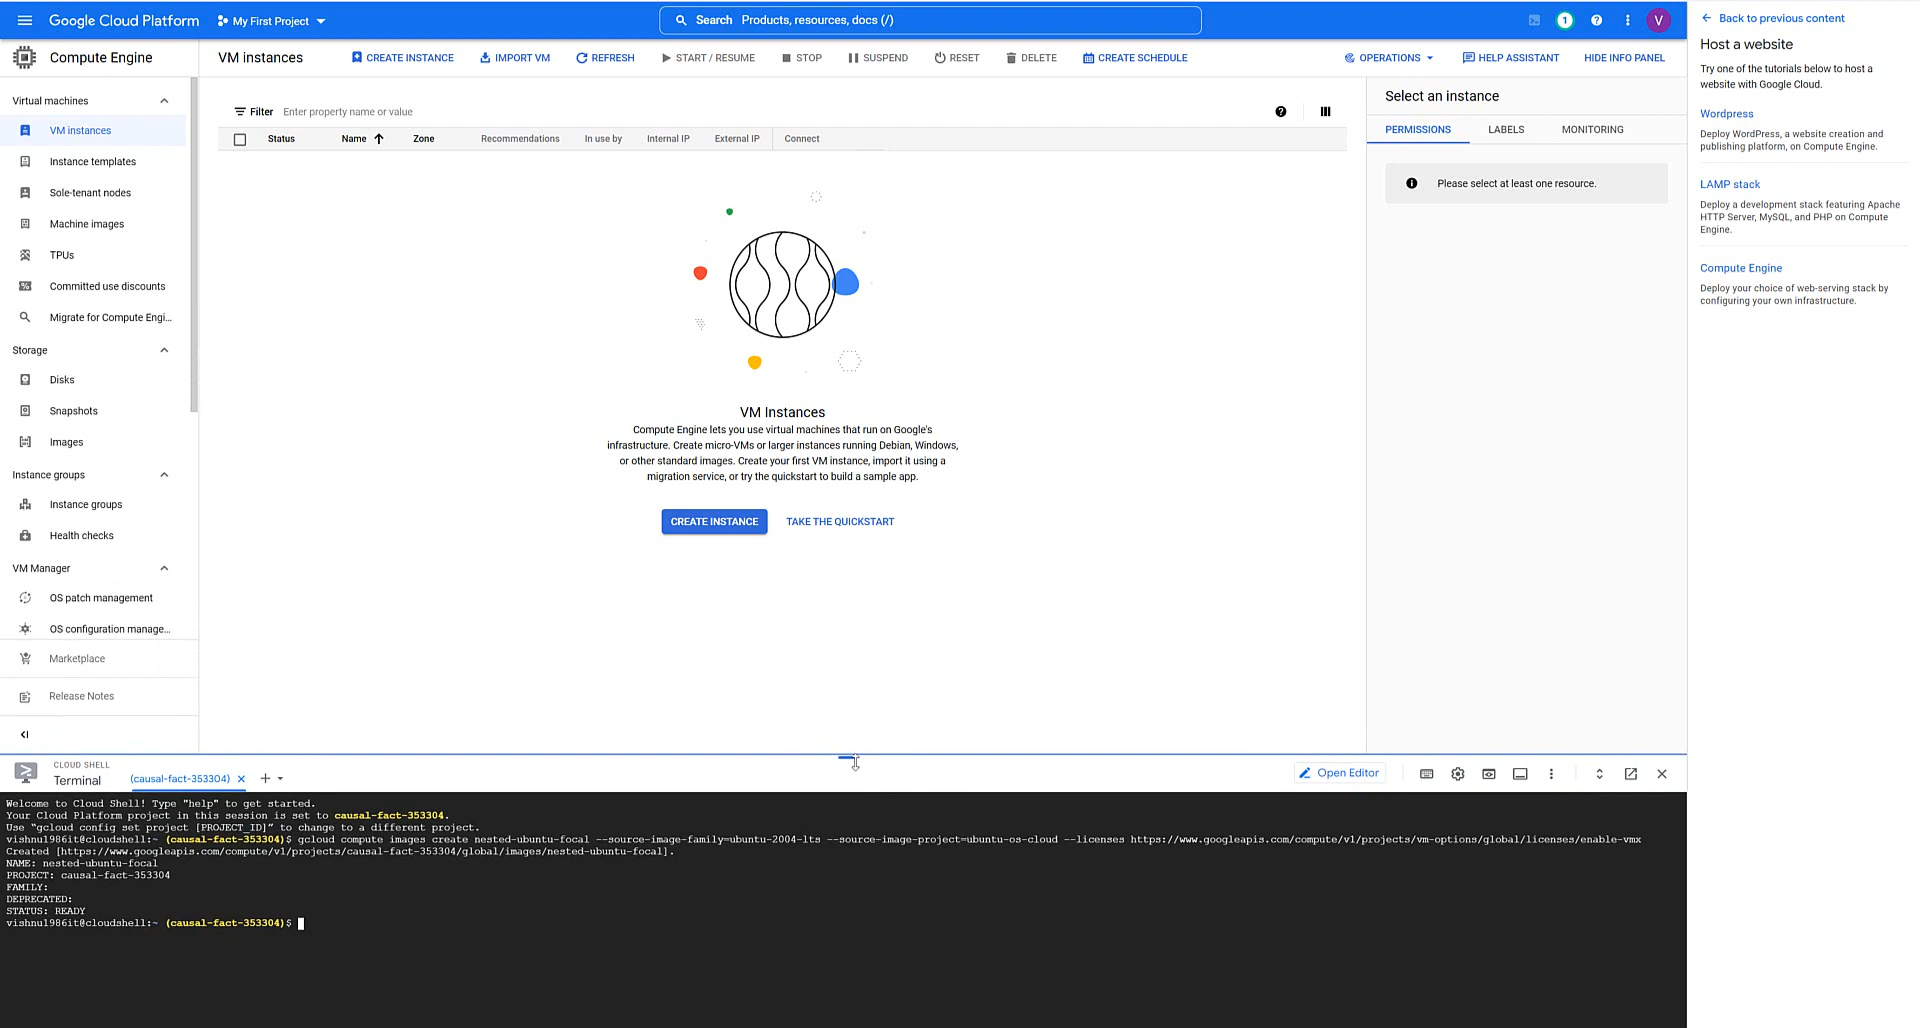 Google Cloud Platform
My First Project
Search Products, resources, docs (/)
1
V
Compute Engine
VM instances
CREATE INSTANCE
IMPORT VM
REFRESH
START / RESUME
STOP
SUSPEND
RESET
DELETE
CREATE SCHEDULE
OPERATIONS
HELP ASSISTANT
HIDE INFO PANEL
Virtual machines
VM instances
Instance templates
Sole-tenant nodes
Machine images
TPUs
Committed use discounts
Migrate for Compute Engi...
Storage
Disks
Snapshots
Images
Instance groups
Instance groups
Health checks
VM Manager
OS patch management
OS configuration manage...
Marketplace
Release Notes
Filter Enter property name or value
Status Name Zone Recommendations In use by Internal IP External IP Connect
VM Instances
Compute Engine lets you use virtual machines that run on Google's
infrastructure. Create micro-VMs or larger instances running Debian, Windows,
or other standard images. Create your first VM instance, import it using a
migration service, or try the quickstart to build a sample app.
CREATE INSTANCE TAKE THE QUICKSTART
Select an instance
PERMISSIONS LABELS MONITORING
Please select at least one resource.
Back to previous content
Host a website
Try one of the tutorials below to host a
website with Google Cloud.
Wordpress
Deploy WordPress, a website creation and
publishing platform, on Compute Engine.
LAMP stack
Deploy a development stack featuring Apache
HTTP Server, MySQL, and PHP on Compute
Engine.
Compute Engine
Deploy your choice of web-serving stack by
configuring your own infrastructure.
CLOUD SHELL
Terminal
(causal-fact-353304)
Open Editor
Welcome to Cloud Shell! Type "help" to get started.
Your Cloud Platform project in this session is set to causal-fact-353304.
Use “gcloud config set project [PROJECT_ID]” to change to a different project.
vishnu1986it@cloudshell:~ (causal-fact-353304)$ gcloud compute images create nested-ubuntu-focal --source-image-family=ubuntu-2004-lts --source-image-project=ubuntu-os-cloud --licenses https://www.googleapis.com/compute/v1/projects/vm-options/global/licenses/enable-vmx
Created [https://www.googleapis.com/compute/v1/projects/causal-fact-353304/global/images/nested-ubuntu-focal].
NAME: nested-ubuntu-focal
PROJECT: causal-fact-353304
FAMILY:
DEPRECATED:
STATUS: READY
vishnu1986it@cloudshell:~ (causal-fact-353304)$